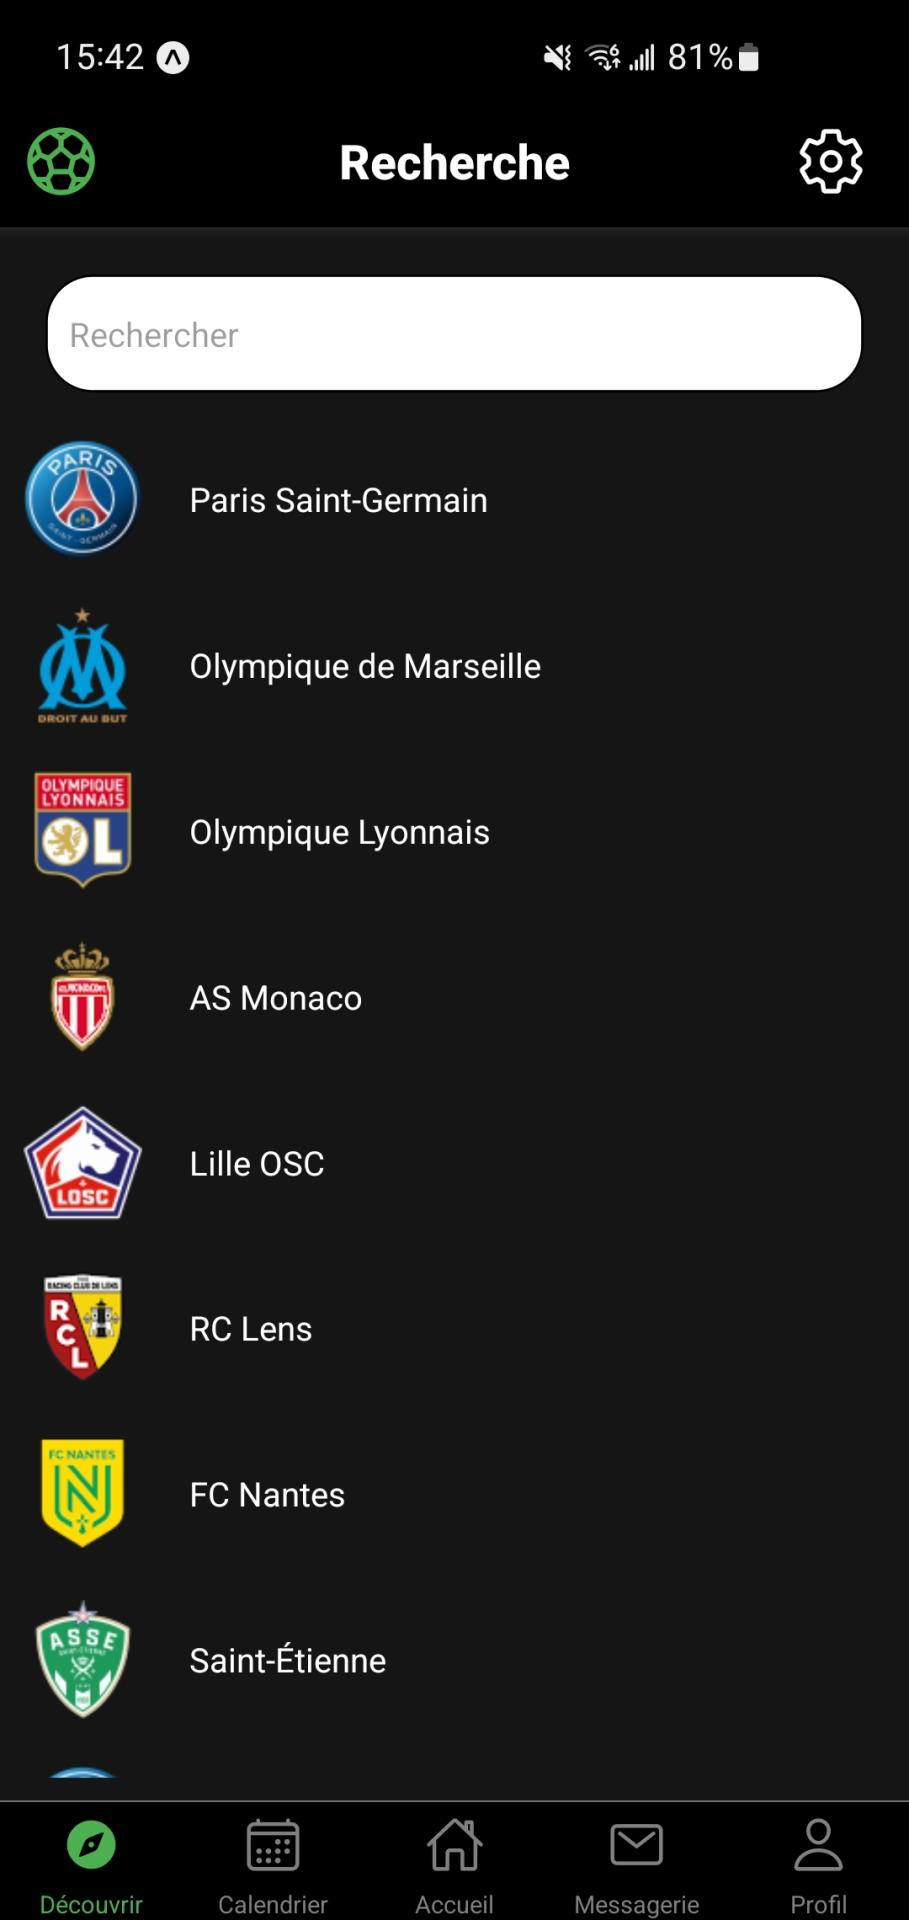 15:42
81%
Recherche
Rechercher
PARIS
SAINT-GERMAIN
Paris Saint-Germain
DROIT AU BUT
Olympique de Marseille
OLYMPIQUE
LYONNAIS
OL
Olympique Lyonnais
AS Monaco
LOSC
Lille OSC
RACING CLUB DE LENS
R
C
L
RC Lens
FC NANTES
N
FC Nantes
ASSE
Saint-Étienne
Découvrir
Calendrier
Accueil
Messagerie
Profil